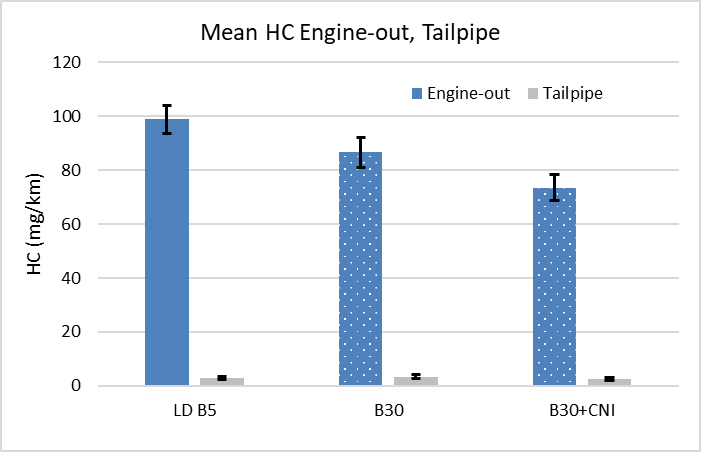 Mean HC Engine-out, Tailpipe
120
Engine-out Tailpipe
100
80
60
40
20
0
HC (mg/km)
LD B5 B30 B30+CNI